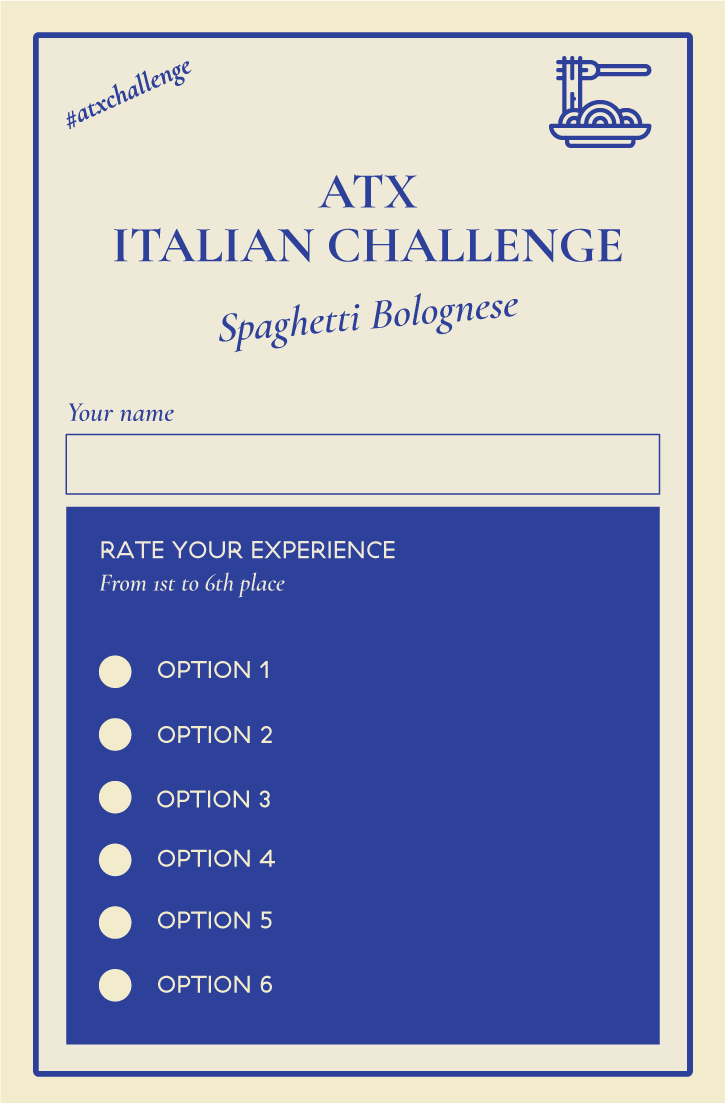 #atxchallenge
ATX
ITALIAN CHALLENGE
Spaghetti Bolognese
Your name
RATE YOUR EXPERIENCE
From 1st to 6th place
OPTION 1
OPTION 2
OPTION 3
OPTION 4
OPTION 5
OPTION 6